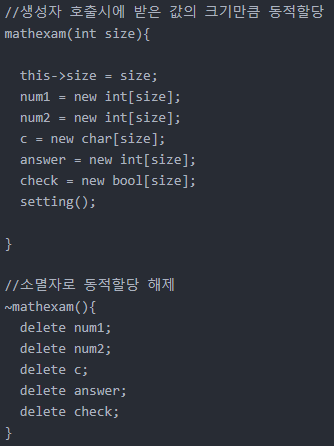 //생성자 호출시에 받은 값의 크기만큼 동적할당
mathexam(int size){
this->size = size;
num1 = new int[size];
num2 = new int[size];
c = new char[size];
answer = new int[size];
check = new bool[size];
setting();
}
//소멸자로 동적할당 해제
~mathexam(){
delete num1;
delete num2;
delete c;
delete answer;
delete check;
}